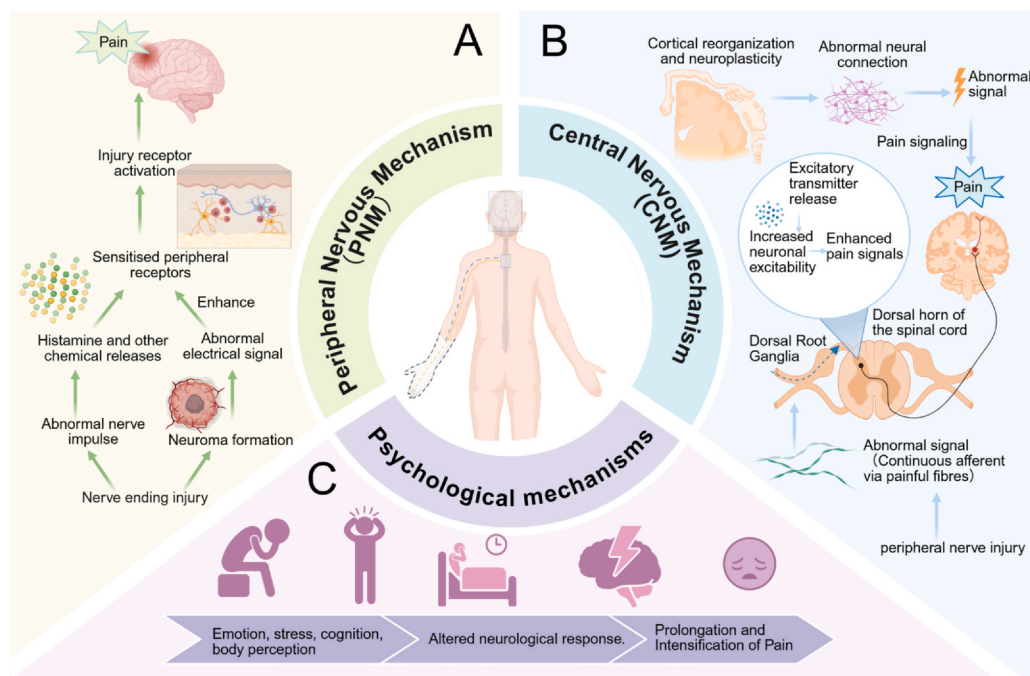 A
Pain
Injury receptor
activation
Sensitised peripheral
receptors
Enhance
Histamine and other
chemical releases
Abnormal
electrical signal
Abnormal nerve
impulse
Neuroma formation
Nerve ending injury
Peripheral Nervous Mechanism
(PNM)
B
Cortical reorganization
and neuroplasticity
Abnormal neural
connection
Abnormal
signal
Pain signaling
Pain
Central Nervous Mechanism
(CNM)
Excitatory
transmitter
release
Increased
neuronal
excitability
Enhanced
pain signals
Dorsal horn of
the spinal cord
Dorsal Root
Ganglia
Abnormal signal
（Continuous afferent
via painful fibres）
peripheral nerve injury
Psychological mechanisms
C
Emotion, stress, cognition,
body perception
Altered neurological response.
Prolongation and
Intensification of Pain